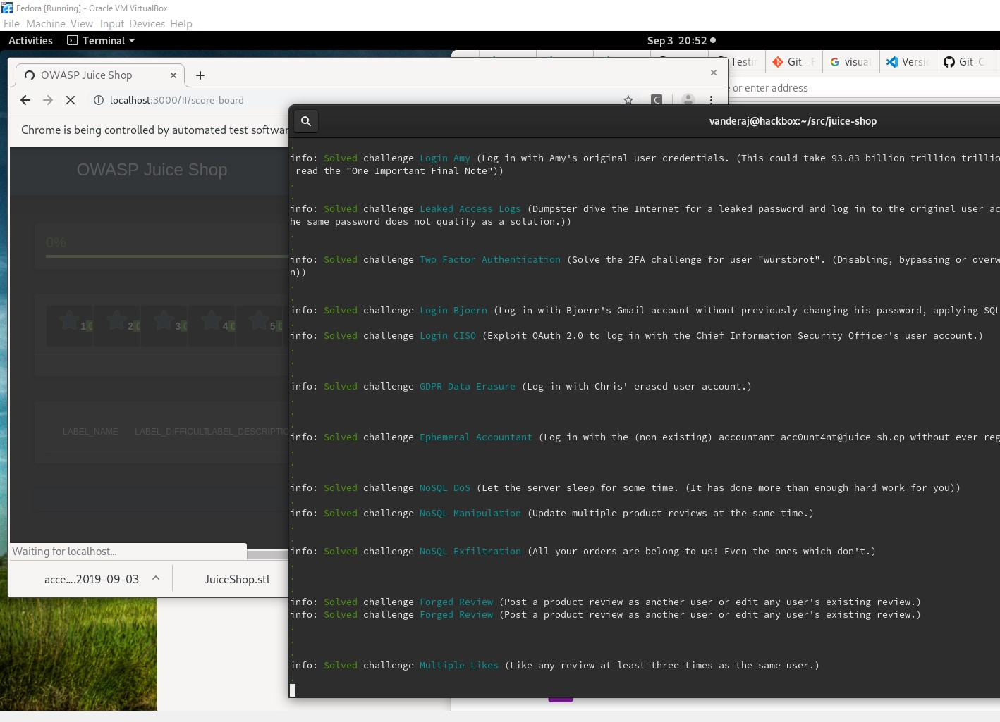 Fedora [Running] - Oracle VM VirtualBox
File Machine View Input Devices Help
Activities Terminal Sep 3 20:52
OWASP Juice Shop
Git -
visual
Versi
Git-C
localhost:3000/#/score-board
or enter address
Chrome is being controlled by automated test softwar
vanderaj@hackbox:~/src/juice-shop
OWASP Juice Shop
0%
1
2
3
4
5
LABEL_NAME LABEL_DIFFICULT LABEL_DESCRIPTIO
Waiting for localhost...
acce....2019-09-03
JuiceShop.stl
info: Solved challenge Login Amy (Log in with Amy's original user credentials. (This could take 93.83 billion trillion trillio
read the "One Important Final Note"))
info: Solved challenge Leaked Access Logs (Dumpster dive the Internet for a leaked password and log in to the original user ac
he same password does not qualify as a solution.))
info: Solved challenge Two Factor Authentication (Solve the 2FA challenge for user "wurstbrot". (Disabling, bypassing or overw
n))
info: Solved challenge Login Bjoern (Log in with Bjoern's Gmail account without previously changing his password, applying SQL
info: Solved challenge Login CISO (Exploit OAuth 2.0 to log in with the Chief Information Security Officer's user account.)
info: Solved challenge GDPR Data Erasure (Log in with Chris' erased user account.)
info: Solved challenge Ephemeral Accountant (Log in with the (non-existing) accountant acc0unt4nt@juice-sh.op without ever reg
info: Solved challenge NoSQL DoS (Let the server sleep for some time. (It has done more than enough hard work for you))
info: Solved challenge NoSQL Manipulation (Update multiple product reviews at the same time.)
info: Solved challenge NoSQL Exfiltration (All your orders are belong to us! Even the ones which don't.)
info: Solved challenge Forged Review (Post a product review as another user or edit any user's existing review.)
info: Solved challenge Forged Review (Post a product review as another user or edit any user's existing review.)
info: Solved challenge Multiple Likes (Like any review at least three times as the same user.)